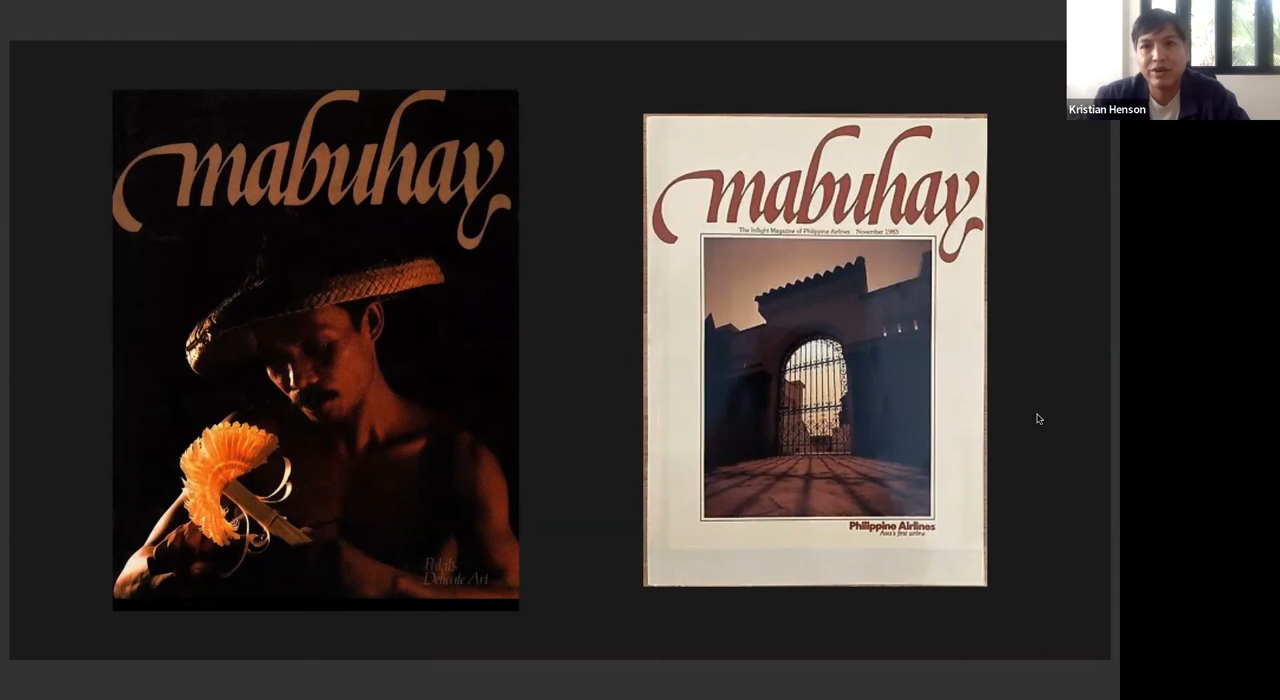 mabuhay
Delicate Art
mabuhay
The Inflight Magazine of Philippine Airlines November 1983
Philippine Airlines
Asia's first airline
Kristian Henson